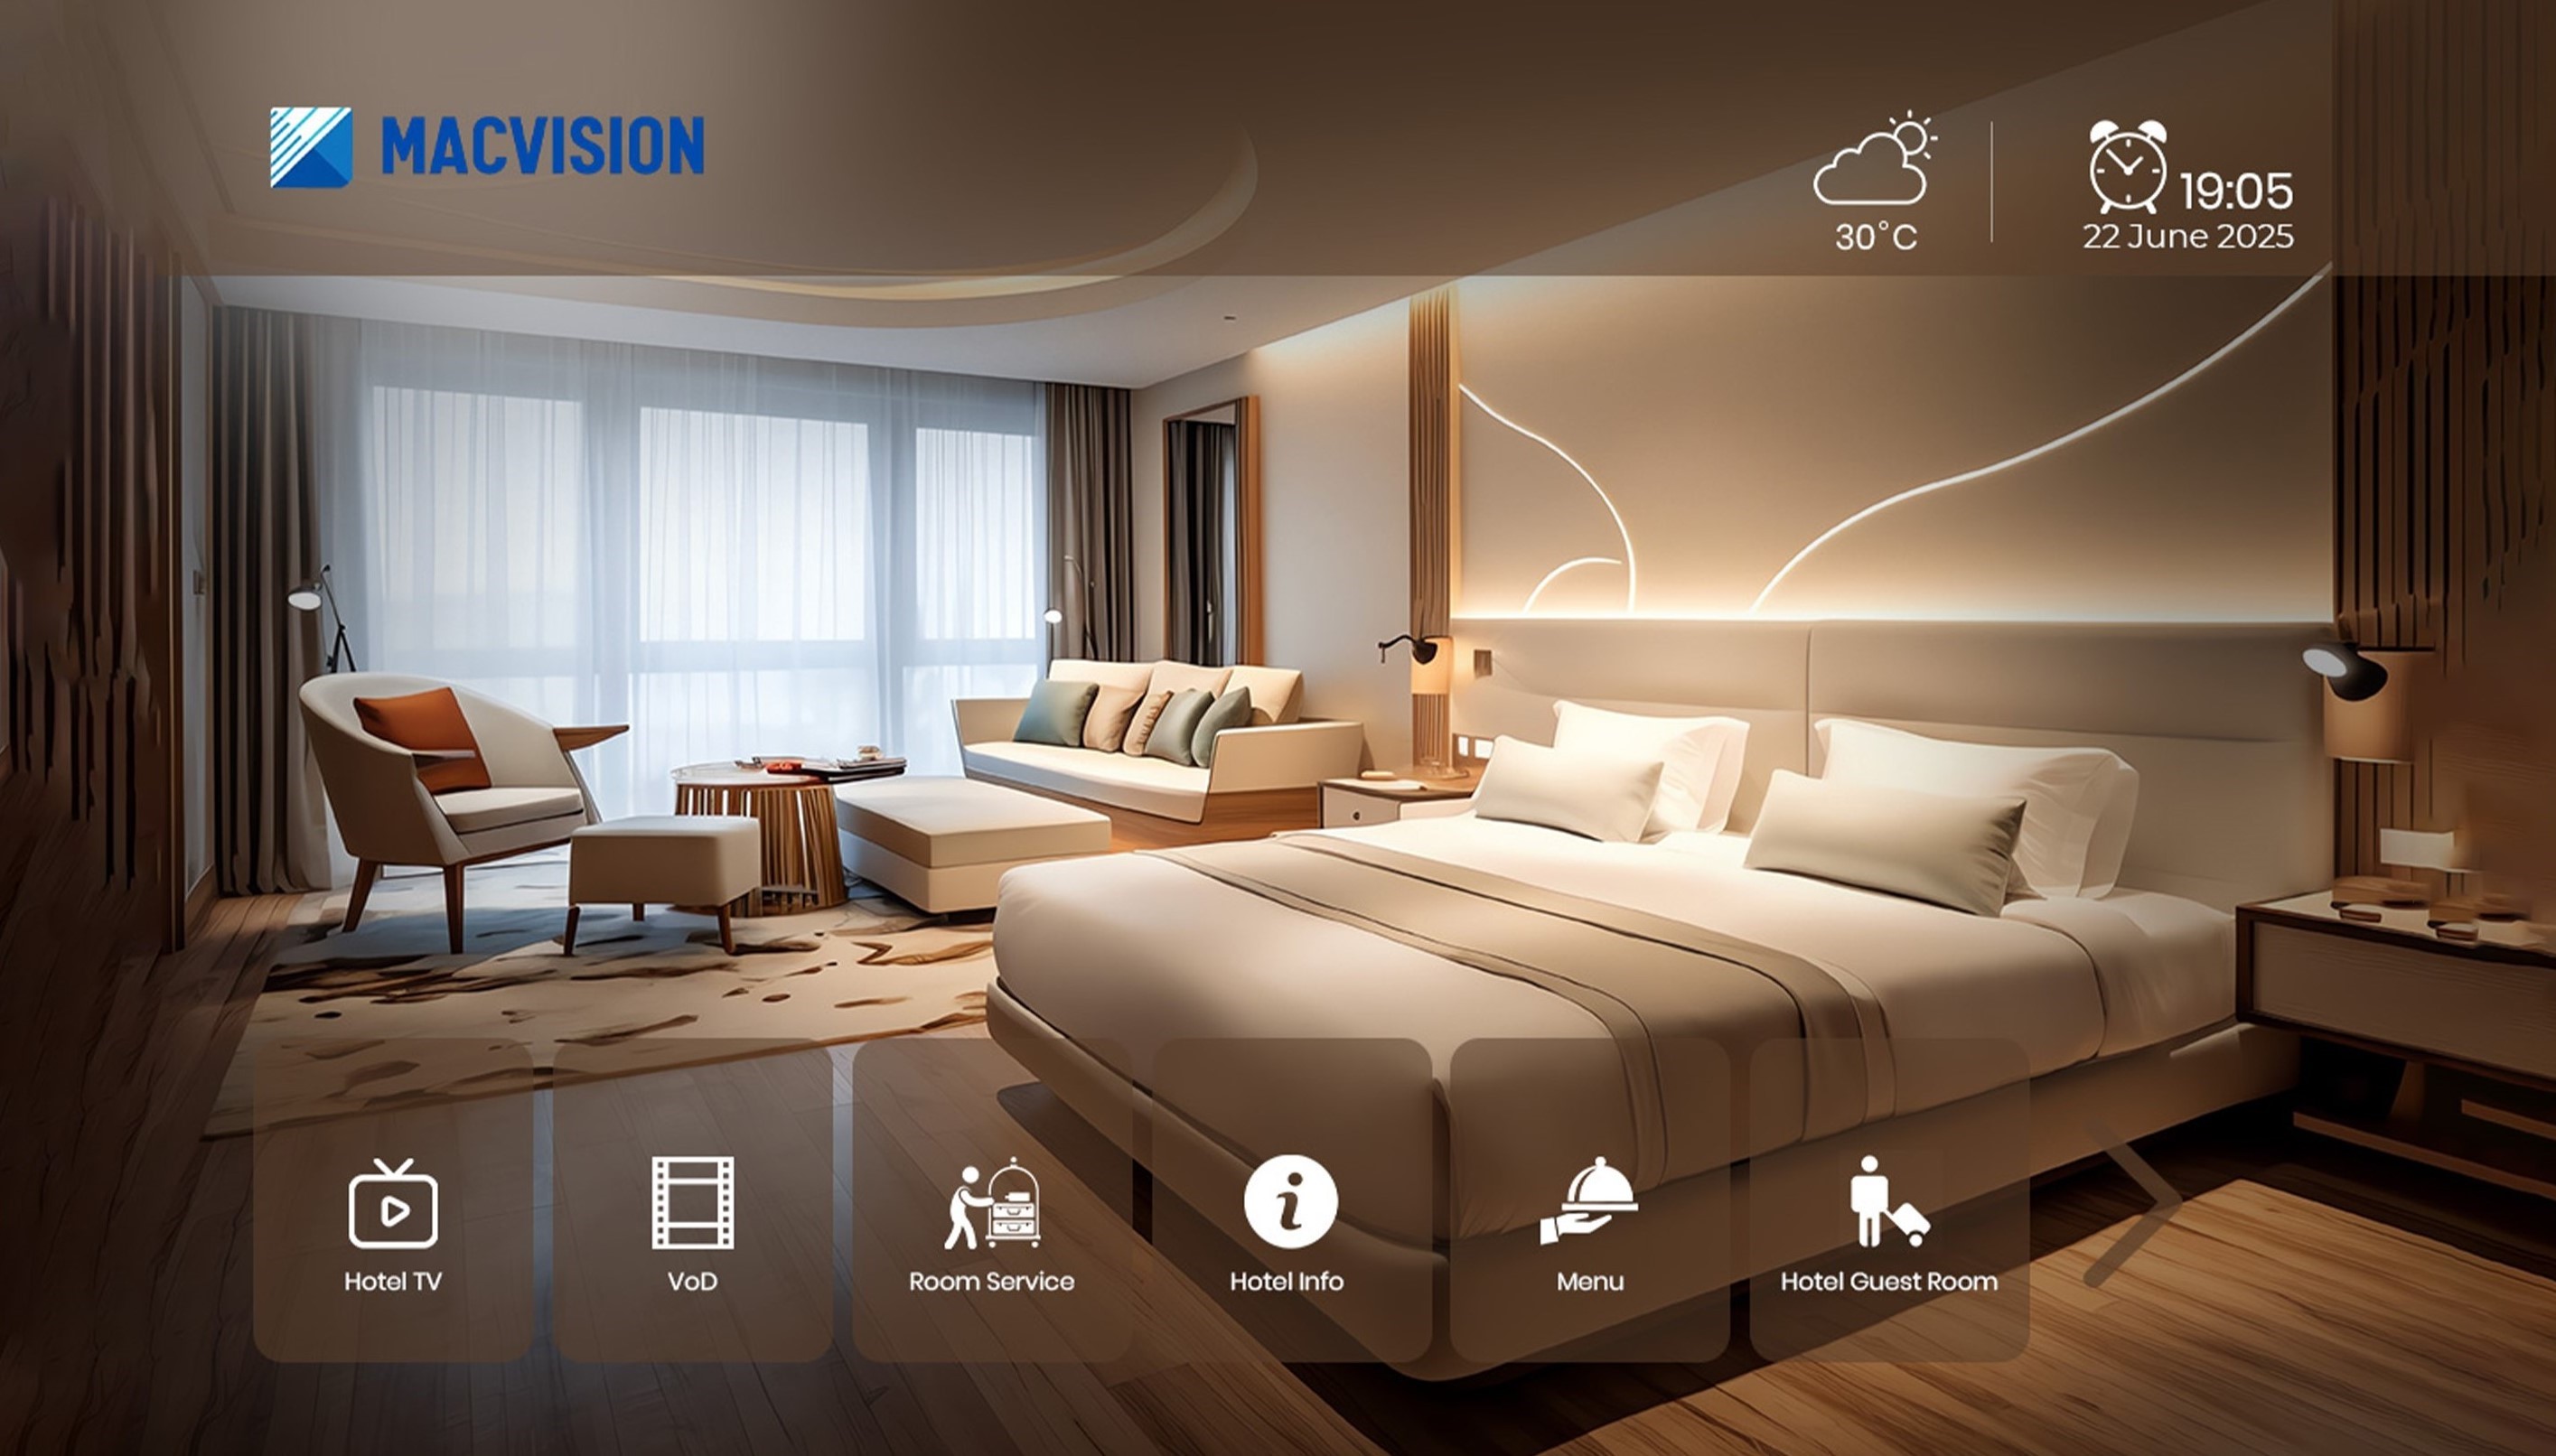 MACVISION
30°C
19:05
22 June 2025
Hotel TV
VoD
Room Service
Hotel Info
Menu
Hotel Guest Room